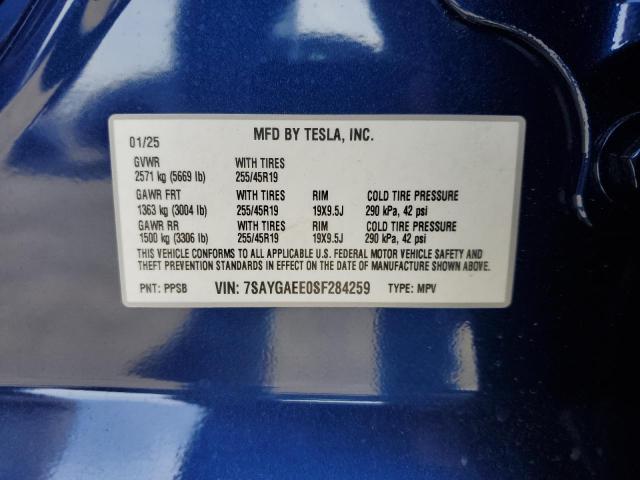 01/25 MFD BY TESLA, INC.
GVWR WITH TIRES
2571 kg (5669 lb) 255/45R19
GAWR FRT WITH TIRES RIM COLD TIRE PRESSURE
1363 kg (3004 lb) 255/45R19 19X9.5J 290 kPa, 42 psi
GAWR RR WITH TIRES RIM COLD TIRE PRESSURE
1500 kg (3306 lb) 255/45R19 19X9.5J 290 kPa, 42 psi
THIS VEHICLE CONFORMS TO ALL APPLICABLE U.S. FEDERAL MOTOR VEHICLE SAFETY AND
THEFT PREVENTION STANDARDS IN EFFECT ON THE DATE OF MANUFACTURE SHOWN ABOVE.
PNT: PPSB VIN: 7SAYGAEE0SF284259 TYPE: MPV